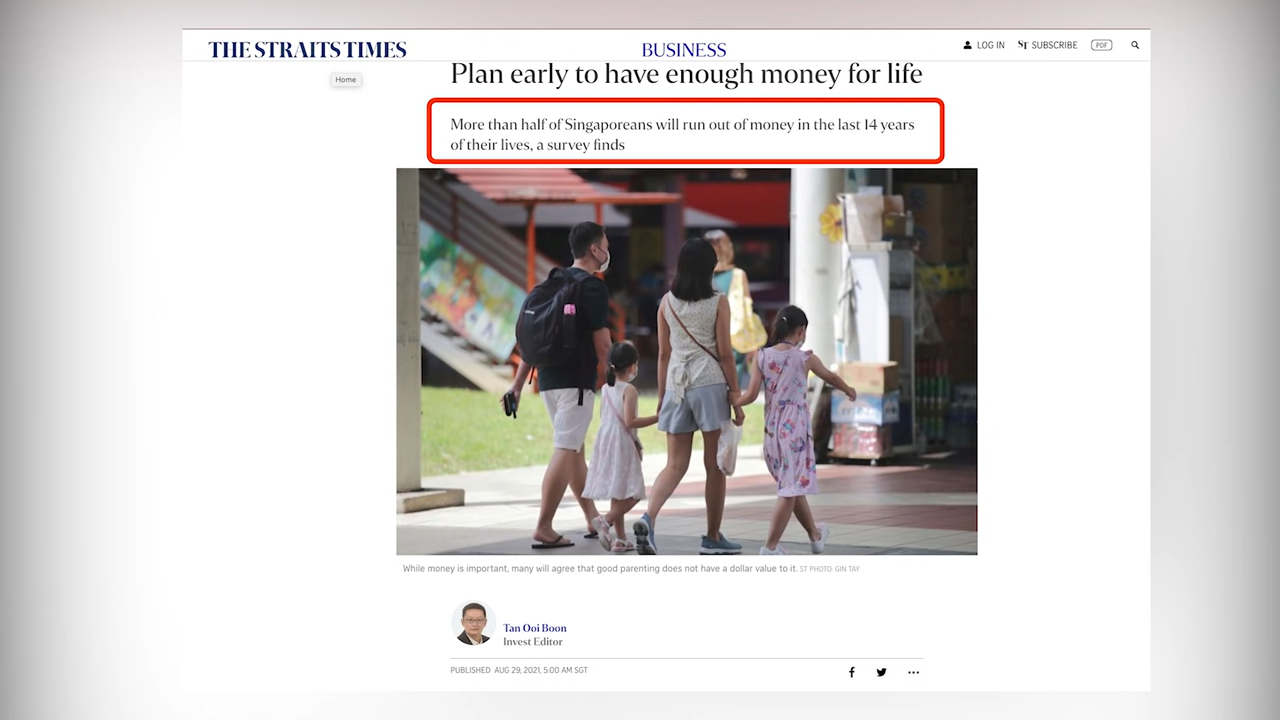 THE STRAITS TIMES
BUSINESS
LOG IN
ST SUBSCRIBE
PDF
Home
Plan early to have enough money for life
More than half of Singaporeans will run out of money in the last 14 years
of their lives, a survey finds
While money is important, many will agree that good parenting does not have a dollar value to it. ST PHOTO: GIN TAY
Tan Ooi Boon
Invest Editor
PUBLISHED AUG 29, 2021, 5:00 AM SGT